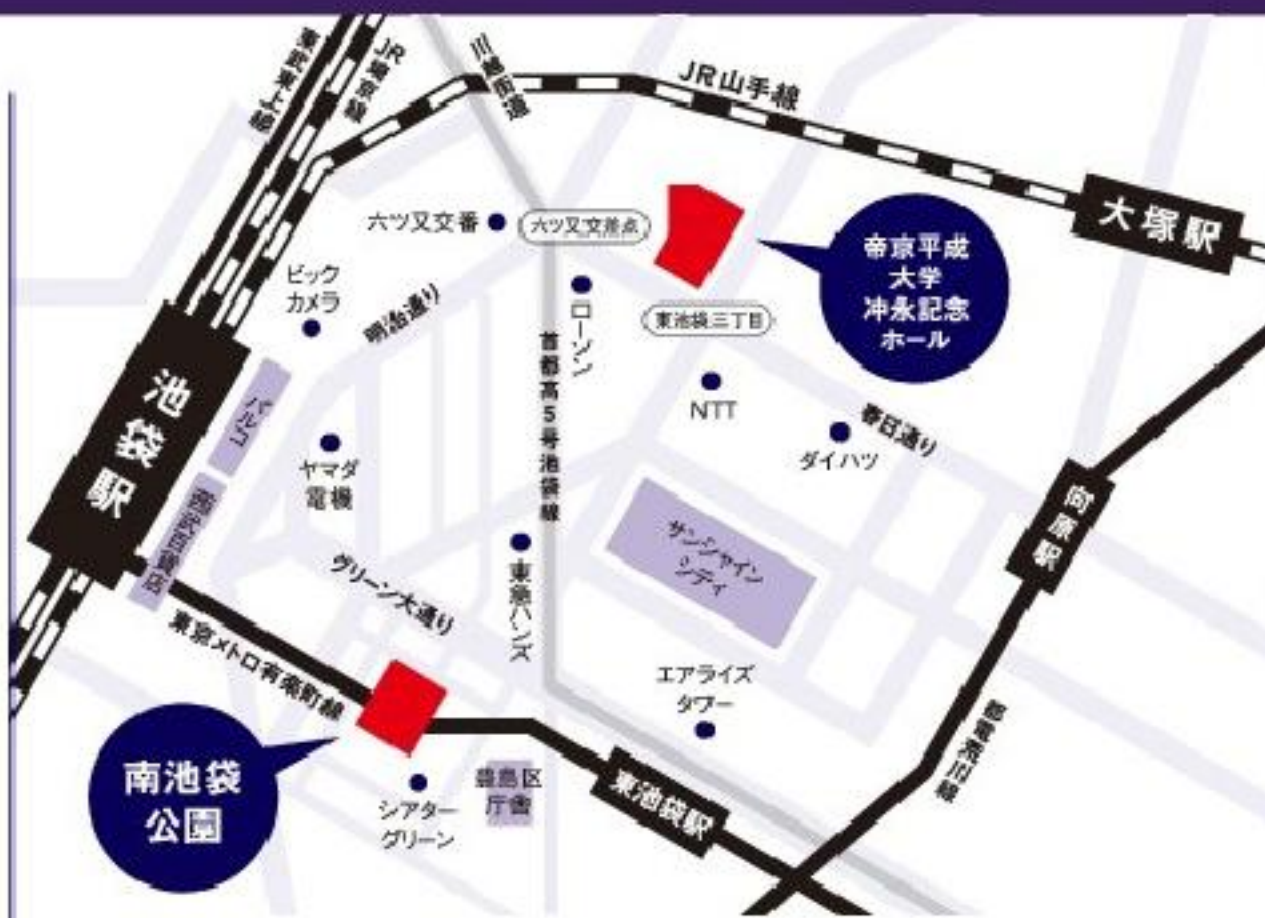 東武東上線
JR埼京線
川越街道
JR山手線
大塚駅
六ツ又交番
六ツ又交差点
帝京平成
大学
冲永記念
ホール
ビック
カメラ
明治通り
ローソン
東池袋三丁目
首都高5号池袋線
池袋駅
パルコ
NTT
春日通り
ダイハツ
ヤマダ
電機
西武百貨店
向原駅
サンシャイン
シティ
グリーン大通り
東急ハンズ
東京メトロ有楽町線
エアライズ
タワー
都電荒川線
南池袋
公園
シアター
グリーン
豊島区
庁舎
東池袋駅